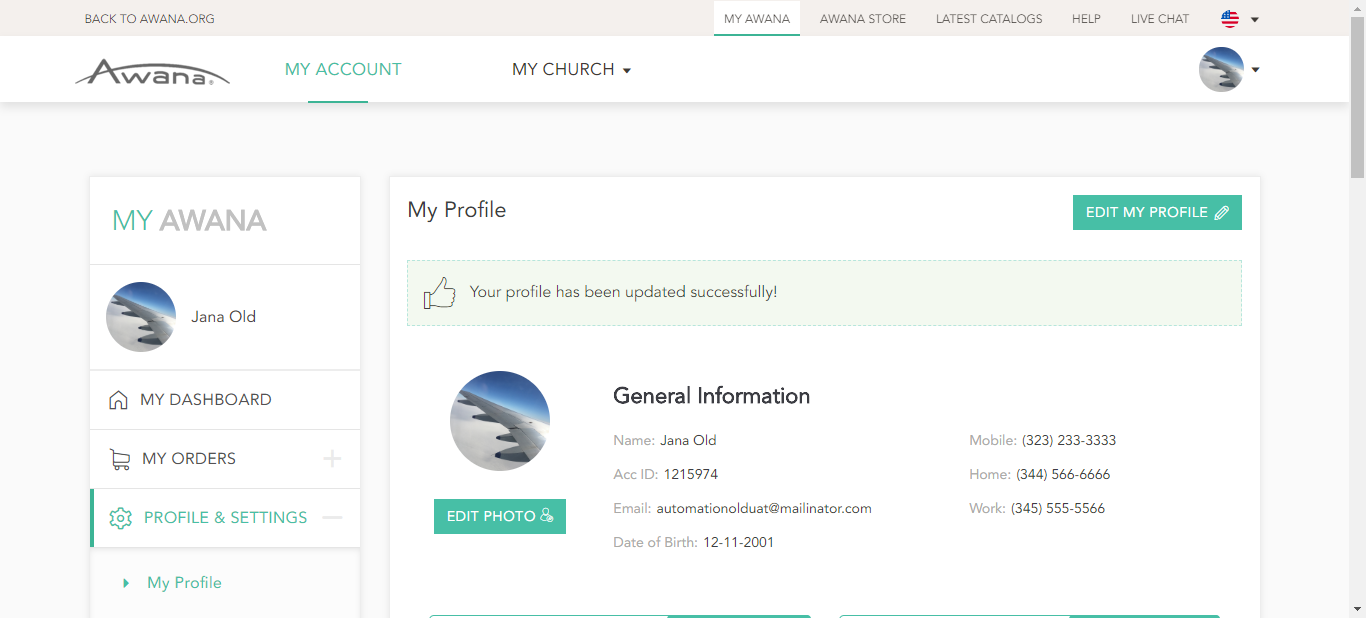 BACK TO AWANA.ORG
MY AWANA
AWANA STORE
LATEST CATALOGS
HELP
LIVE CHAT
Awana®
MY ACCOUNT
MY CHURCH
MY AWANA
Jana Old
MY DASHBOARD
MY ORDERS
PROFILE & SETTINGS
My Profile
My Profile
EDIT MY PROFILE
Your profile has been updated successfully!
EDIT PHOTO
General Information
Name: Jana Old
Acc ID: 1215974
Email: automationolduat@mailinator.com
Date of Birth: 12-11-2001
Mobile: (323) 233-3333
Home: (344) 566-6666
Work: (345) 555-5566